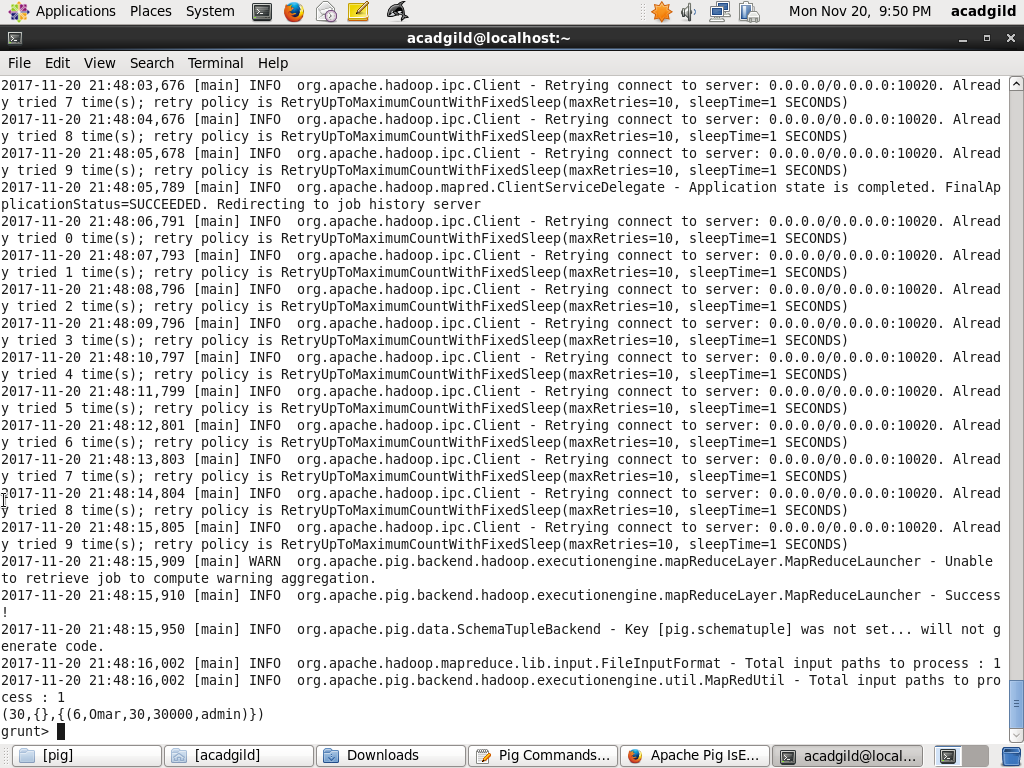 Applications Places System Mon Nov 20, 9:50 PM acadgild
acadgild@localhost:~
File Edit View Search Terminal Help
2017-11-20 21:48:03,676 [main] INFO  org.apache.hadoop.ipc.Client - Retrying connect to server: 0.0.0.0/0.0.0.0:10020. Alread
y tried 7 time(s); retry policy is RetryUpToMaximumCountWithFixedSleep(maxRetries=10, sleepTime=1 SECONDS)
2017-11-20 21:48:04,676 [main] INFO  org.apache.hadoop.ipc.Client - Retrying connect to server: 0.0.0.0/0.0.0.0:10020. Alread
y tried 8 time(s); retry policy is RetryUpToMaximumCountWithFixedSleep(maxRetries=10, sleepTime=1 SECONDS)
2017-11-20 21:48:05,678 [main] INFO  org.apache.hadoop.ipc.Client - Retrying connect to server: 0.0.0.0/0.0.0.0:10020. Alread
y tried 9 time(s); retry policy is RetryUpToMaximumCountWithFixedSleep(maxRetries=10, sleepTime=1 SECONDS)
2017-11-20 21:48:05,789 [main] INFO  org.apache.hadoop.mapred.ClientServiceDelegate - Application state is completed. FinalAp
plicationStatus=SUCCEEDED. Redirecting to job history server
2017-11-20 21:48:06,791 [main] INFO  org.apache.hadoop.ipc.Client - Retrying connect to server: 0.0.0.0/0.0.0.0:10020. Alread
y tried 0 time(s); retry policy is RetryUpToMaximumCountWithFixedSleep(maxRetries=10, sleepTime=1 SECONDS)
2017-11-20 21:48:07,793 [main] INFO  org.apache.hadoop.ipc.Client - Retrying connect to server: 0.0.0.0/0.0.0.0:10020. Alread
y tried 1 time(s); retry policy is RetryUpToMaximumCountWithFixedSleep(maxRetries=10, sleepTime=1 SECONDS)
2017-11-20 21:48:08,796 [main] INFO  org.apache.hadoop.ipc.Client - Retrying connect to server: 0.0.0.0/0.0.0.0:10020. Alread
y tried 2 time(s); retry policy is RetryUpToMaximumCountWithFixedSleep(maxRetries=10, sleepTime=1 SECONDS)
2017-11-20 21:48:09,796 [main] INFO  org.apache.hadoop.ipc.Client - Retrying connect to server: 0.0.0.0/0.0.0.0:10020. Alread
y tried 3 time(s); retry policy is RetryUpToMaximumCountWithFixedSleep(maxRetries=10, sleepTime=1 SECONDS)
2017-11-20 21:48:10,797 [main] INFO  org.apache.hadoop.ipc.Client - Retrying connect to server: 0.0.0.0/0.0.0.0:10020. Alread
y tried 4 time(s); retry policy is RetryUpToMaximumCountWithFixedSleep(maxRetries=10, sleepTime=1 SECONDS)
2017-11-20 21:48:11,799 [main] INFO  org.apache.hadoop.ipc.Client - Retrying connect to server: 0.0.0.0/0.0.0.0:10020. Alread
y tried 5 time(s); retry policy is RetryUpToMaximumCountWithFixedSleep(maxRetries=10, sleepTime=1 SECONDS)
2017-11-20 21:48:12,801 [main] INFO  org.apache.hadoop.ipc.Client - Retrying connect to server: 0.0.0.0/0.0.0.0:10020. Alread
y tried 6 time(s); retry policy is RetryUpToMaximumCountWithFixedSleep(maxRetries=10, sleepTime=1 SECONDS)
2017-11-20 21:48:13,803 [main] INFO  org.apache.hadoop.ipc.Client - Retrying connect to server: 0.0.0.0/0.0.0.0:10020. Alread
y tried 7 time(s); retry policy is RetryUpToMaximumCountWithFixedSleep(maxRetries=10, sleepTime=1 SECONDS)
2017-11-20 21:48:14,804 [main] INFO  org.apache.hadoop.ipc.Client - Retrying connect to server: 0.0.0.0/0.0.0.0:10020. Alread
y tried 8 time(s); retry policy is RetryUpToMaximumCountWithFixedSleep(maxRetries=10, sleepTime=1 SECONDS)
2017-11-20 21:48:15,805 [main] INFO  org.apache.hadoop.ipc.Client - Retrying connect to server: 0.0.0.0/0.0.0.0:10020. Alread
y tried 9 time(s); retry policy is RetryUpToMaximumCountWithFixedSleep(maxRetries=10, sleepTime=1 SECONDS)
2017-11-20 21:48:15,909 [main] WARN  org.apache.pig.backend.hadoop.executionengine.mapReduceLayer.MapReduceLauncher - Unable
to retrieve job to compute warning aggregation.
2017-11-20 21:48:15,910 [main] INFO  org.apache.pig.backend.hadoop.executionengine.mapReduceLayer.MapReduceLauncher - Success
!
2017-11-20 21:48:15,950 [main] INFO  org.apache.pig.data.SchemaTupleBackend - Key [pig.schematuple] was not set... will not g
enerate code.
2017-11-20 21:48:16,002 [main] INFO  org.apache.hadoop.mapreduce.lib.input.FileInputFormat - Total input paths to process : 1
2017-11-20 21:48:16,002 [main] INFO  org.apache.pig.backend.hadoop.executionengine.util.MapRedUtil - Total input paths to pro
cess : 1
(30,{},{(6,Omar,30,30000,admin)})
grunt>
[pig] [acadgild] Downloads Pig Commands... Apache Pig IsE... acadgild@local...